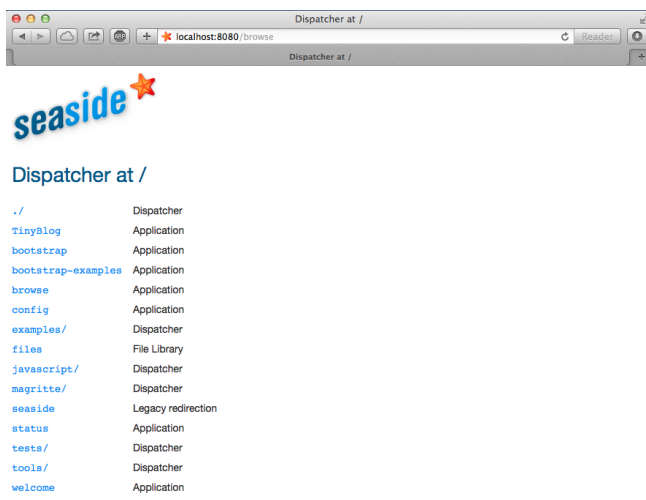 Dispatcher at /
ABP
localhost:8080/browse
Reader
Dispatcher at /
seaside
Dispatcher at /
./ Dispatcher
TinyBlog Application
bootstrap Application
bootstrap-examples Application
browse Application
config Application
examples/ Dispatcher
files File Library
javascript/ Dispatcher
magritte/ Dispatcher
seaside Legacy redirection
status Application
tests/ Dispatcher
tools/ Dispatcher
welcome Application